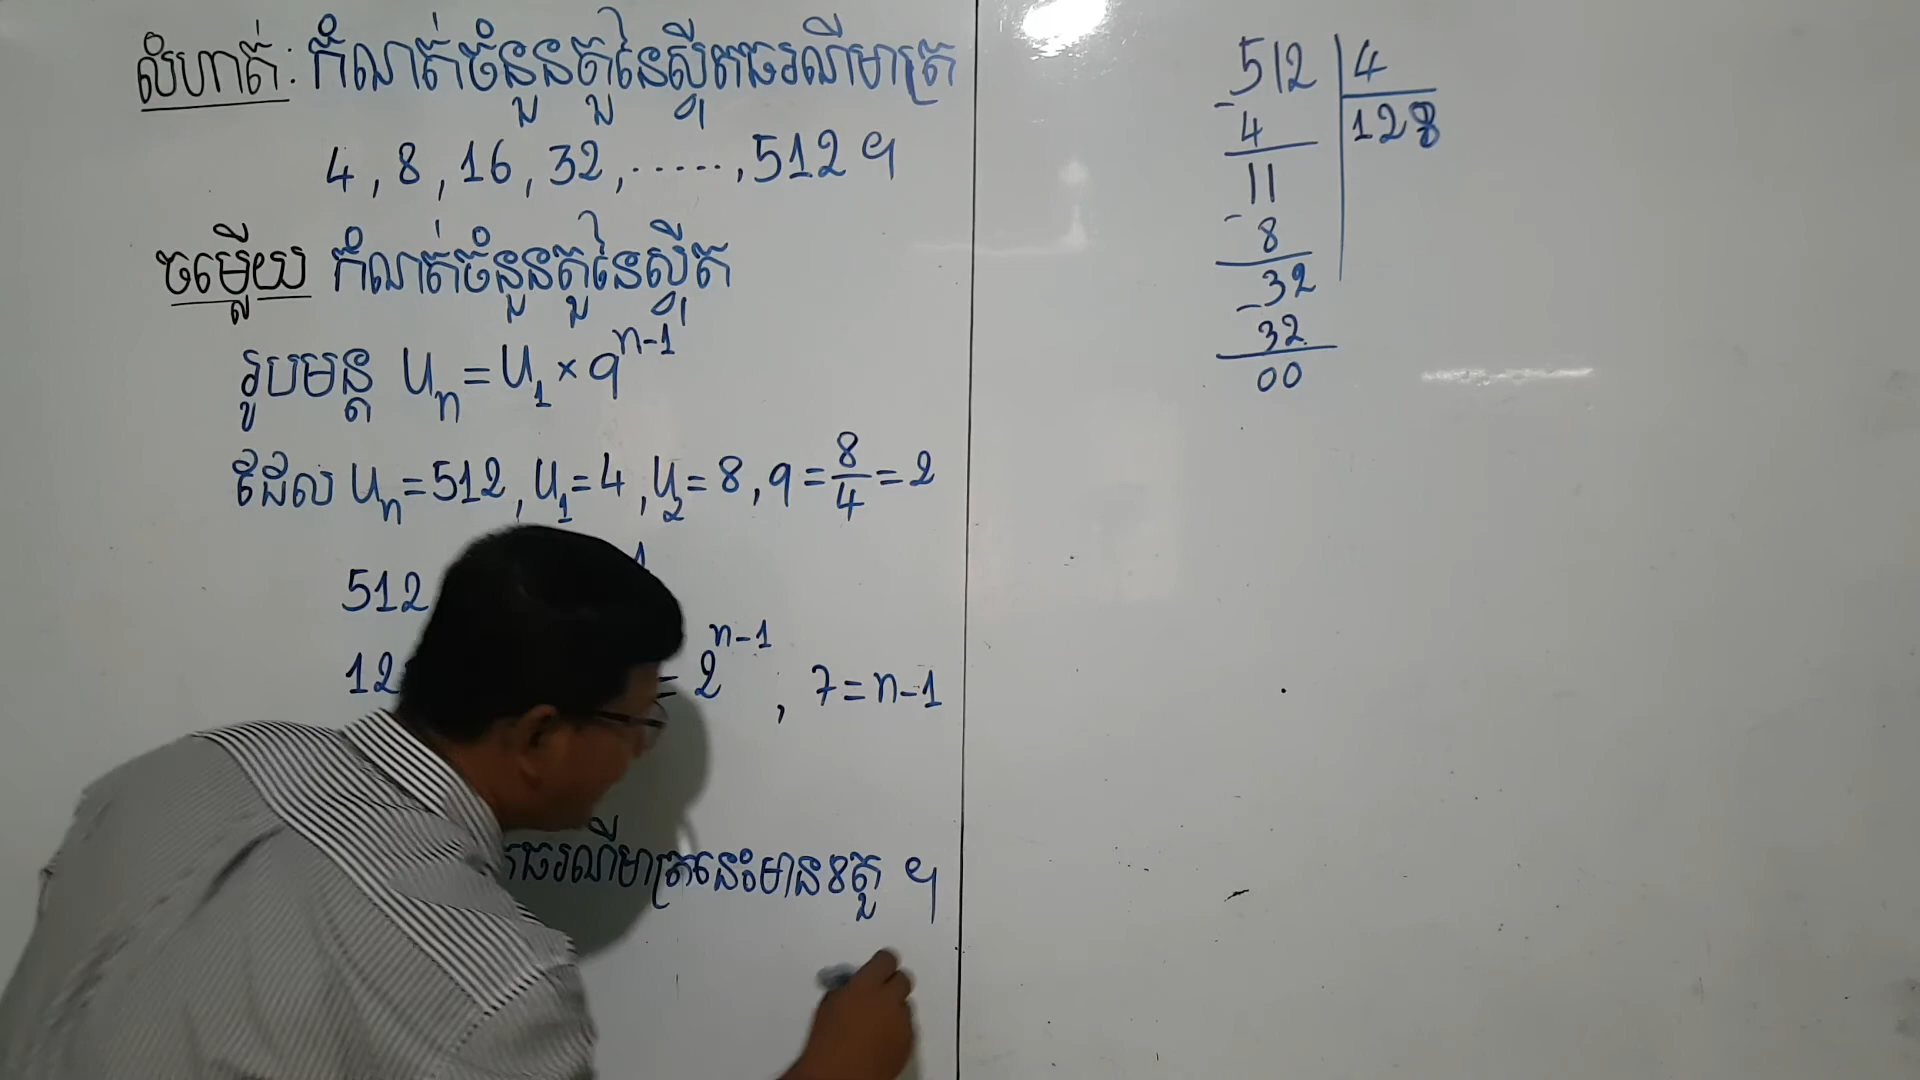 លំហាត់: កំណត់ចំនួនតួនៃស្វ៊ីតធរណីមាត្រ
4, 8, 16, 32, ......, 512 ។
ចម្លើយ កំណត់ចំនួនតួនៃស្វ៊ីត
រូបមន្ត Uₙ = U₁ × qⁿ⁻¹
ដែល Uₙ = 512, U₁ = 4, U₂ = 8, q = 8/4 = 2
512
12
= 2ⁿ⁻¹, 7 = n-1
ធរណីមាត្រនេះមាន 8 តួ ។
512 | 4
- 4 | 128
11
- 8
32
- 32
00